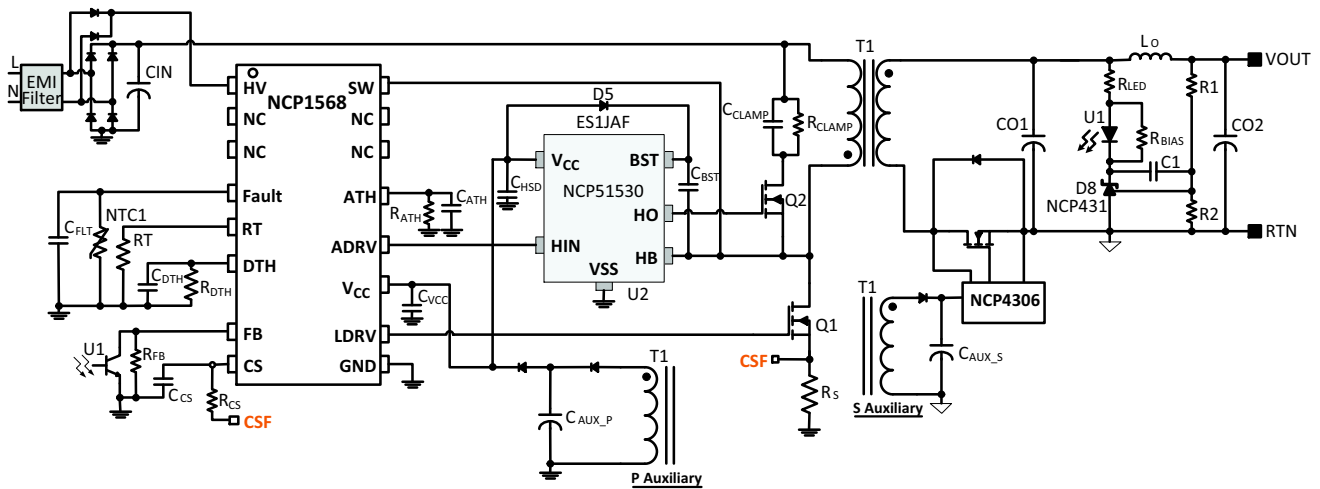 L
N
EMI
Filter
CIN
NCP1568
HV
NC
NC
Fault
RT
DTH
FB
CS
SW
NC
NC
ATH
ADRV
VCC
LDRV
GND
CFLT
NTC1
RT
CDTH
RDTH
U1
RFB
CCS
RCS
CSF
RATH
CATH
CVCC
D5
ES1JAF
NCP51530
VCC
HIN
VSS
BST
HO
HB
U2
CHSD
CBST
CCLAMP
RCLAMP
Q2
Q1
CSF
RS
T1
CAUX_P
P Auxiliary
T1
T1
CAUX_S
S Auxiliary
NCP4306
CO1
LO
RLED
U1
RBIAS
C1
D8
NCP431
R1
R2
CO2
VOUT
RTN